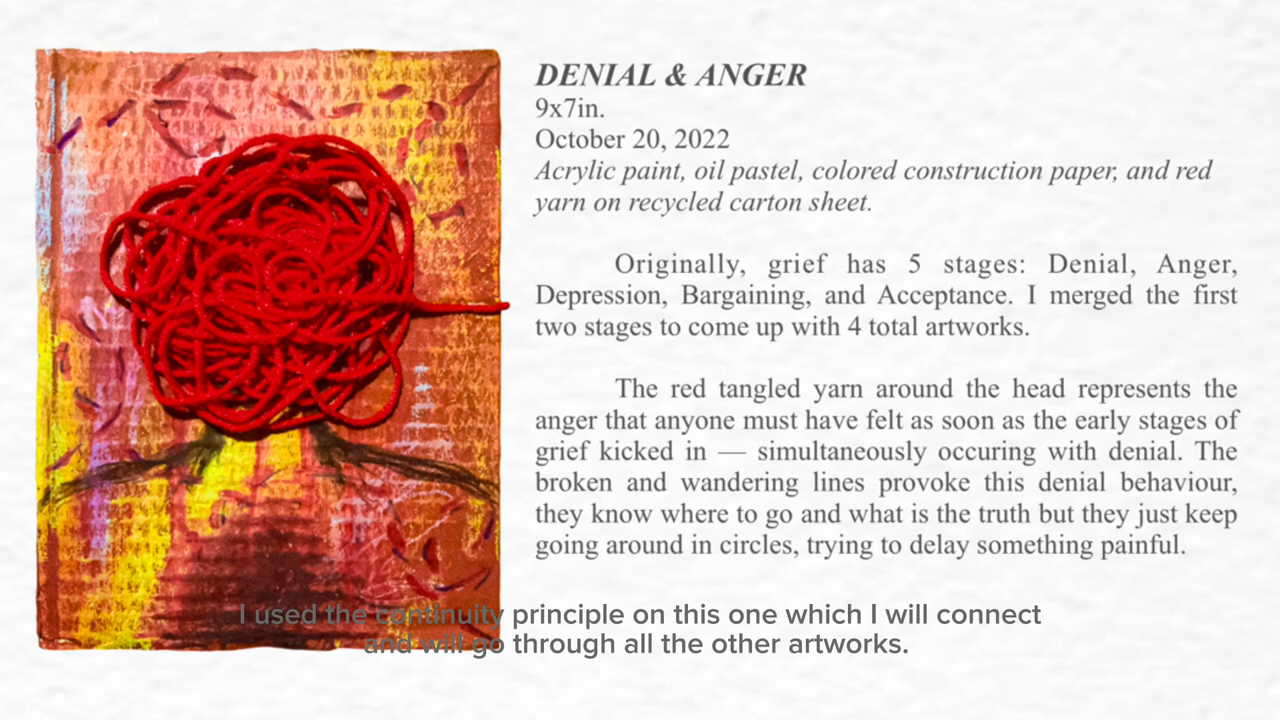 DENIAL & ANGER
9x7in.
October 20, 2022
Acrylic paint, oil pastel, colored construction paper, and red
yarn on recycled carton sheet.
Originally, grief has 5 stages: Denial, Anger,
Depression, Bargaining, and Acceptance. I merged the first
two stages to come up with 4 total artworks.
The red tangled yarn around the head represents the
anger that anyone must have felt as soon as the early stages of
grief kicked in — simultaneously occuring with denial. The
broken and wandering lines provoke this denial behaviour,
they know where to go and what is the truth but they just keep
going around in circles, trying to delay something painful.
I used the continuity principle on this one which I will connect
and will go through all the other artworks.